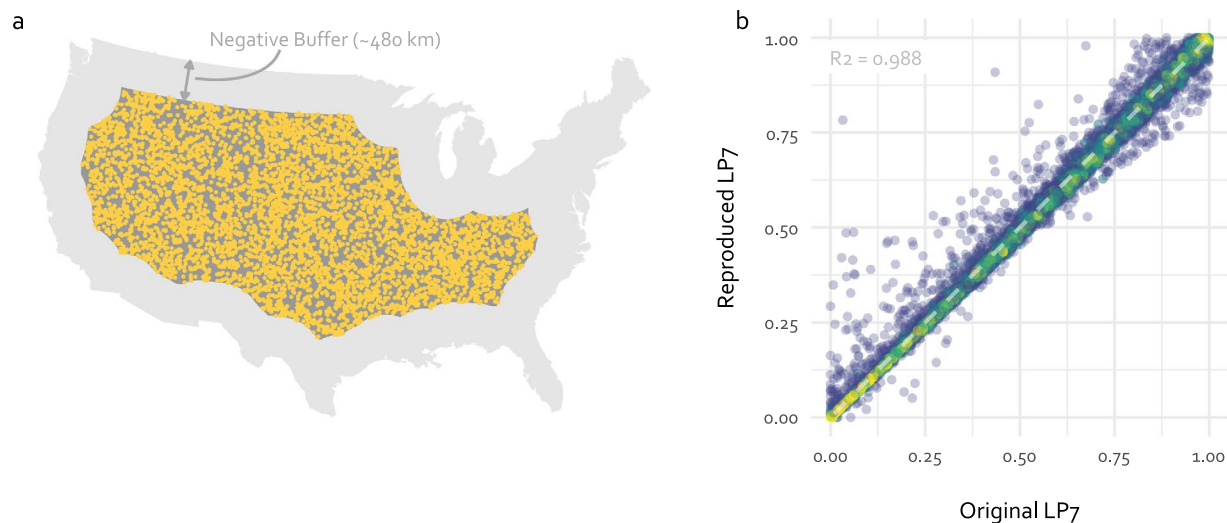 a
Negative Buffer (~480 km)
b
R2 = 0.988
1.00
0.75
0.50
0.25
0.00
Reproduced LP7
0.00 0.25 0.50 0.75 1.00
Original LP7